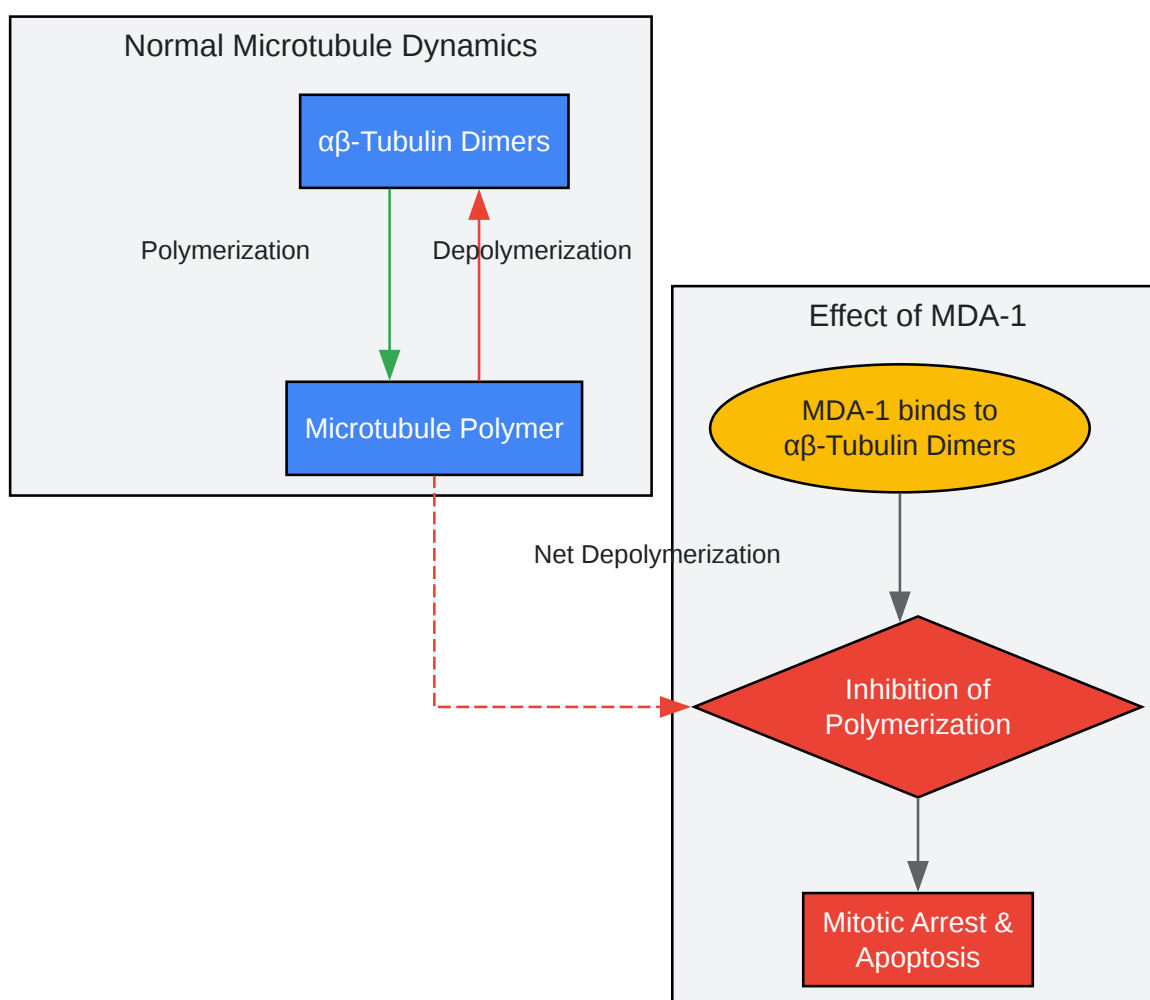 Normal Microtubule Dynamics
αβ-Tubulin Dimers
Polymerization
Depolymerization
Microtubule Polymer
Net Depolymerization
Effect of MDA-1
MDA-1 binds to
αβ-Tubulin Dimers
Inhibition of
Polymerization
Mitotic Arrest &
Apoptosis